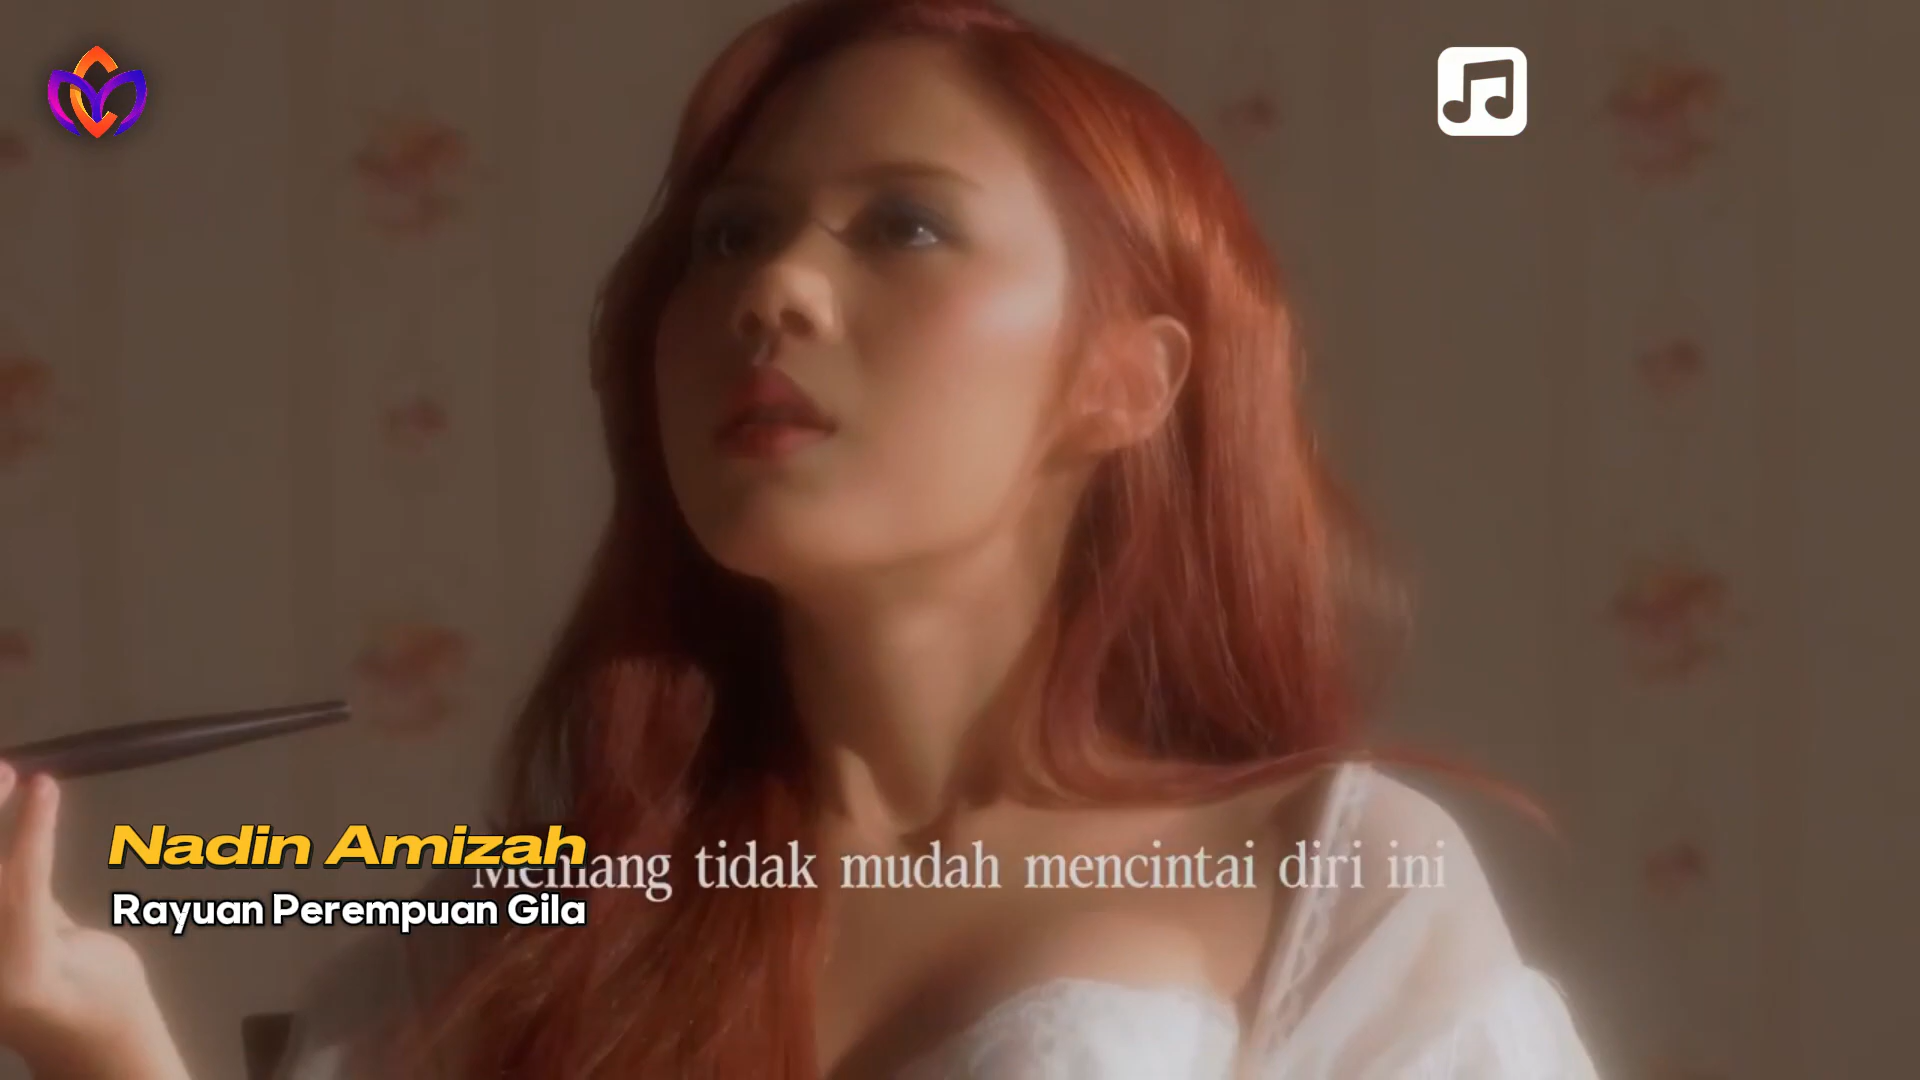 Nadin Amizah
Memang tidak mudah mencintai diri ini
Rayuan Perempuan Gila